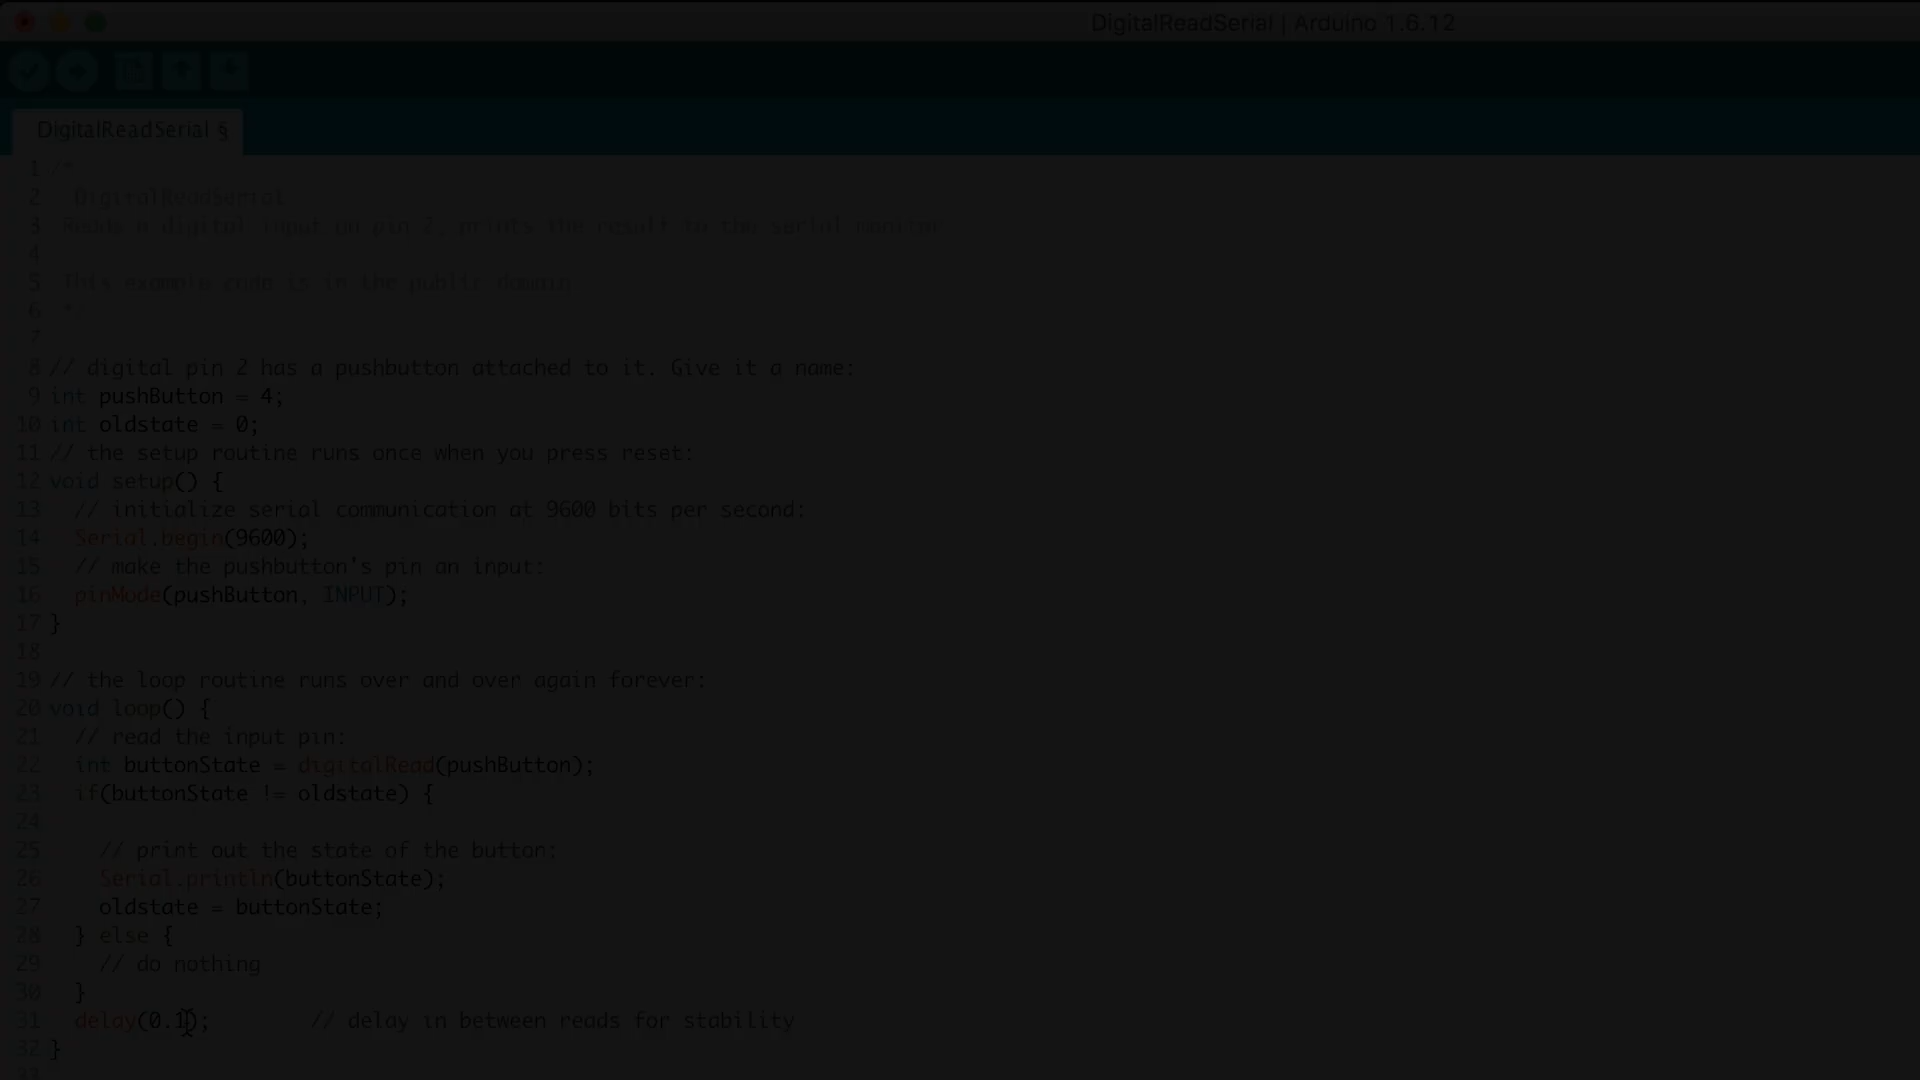 DigitalReadSerial | Arduino 1.6.12
DigitalReadSerial §
1 /*
2 DigitalReadSerial
3 Reads a digital input on pin 2, prints the result to the serial monitor
4
5 This example code is in the public domain.
6 */
7
8 // digital pin 2 has a pushbutton attached to it. Give it a name:
9 int pushButton = 4;
10 int oldstate = 0;
11 // the setup routine runs once when you press reset:
12 void setup() {
13 // initialize serial communication at 9600 bits per second:
14 Serial.begin(9600);
15 // make the pushbutton's pin an input:
16 pinMode(pushButton, INPUT);
17 }
18
19 // the loop routine runs over and over again forever:
20 void loop() {
21 // read the input pin:
22 int buttonState = digitalRead(pushButton);
23 if(buttonState != oldstate) {
24
25 // print out the state of the button:
26 Serial.println(buttonState);
27 oldstate = buttonState;
28 } else {
29 // do nothing
30 }
31 delay(0.1); // delay in between reads for stability
32 }
33